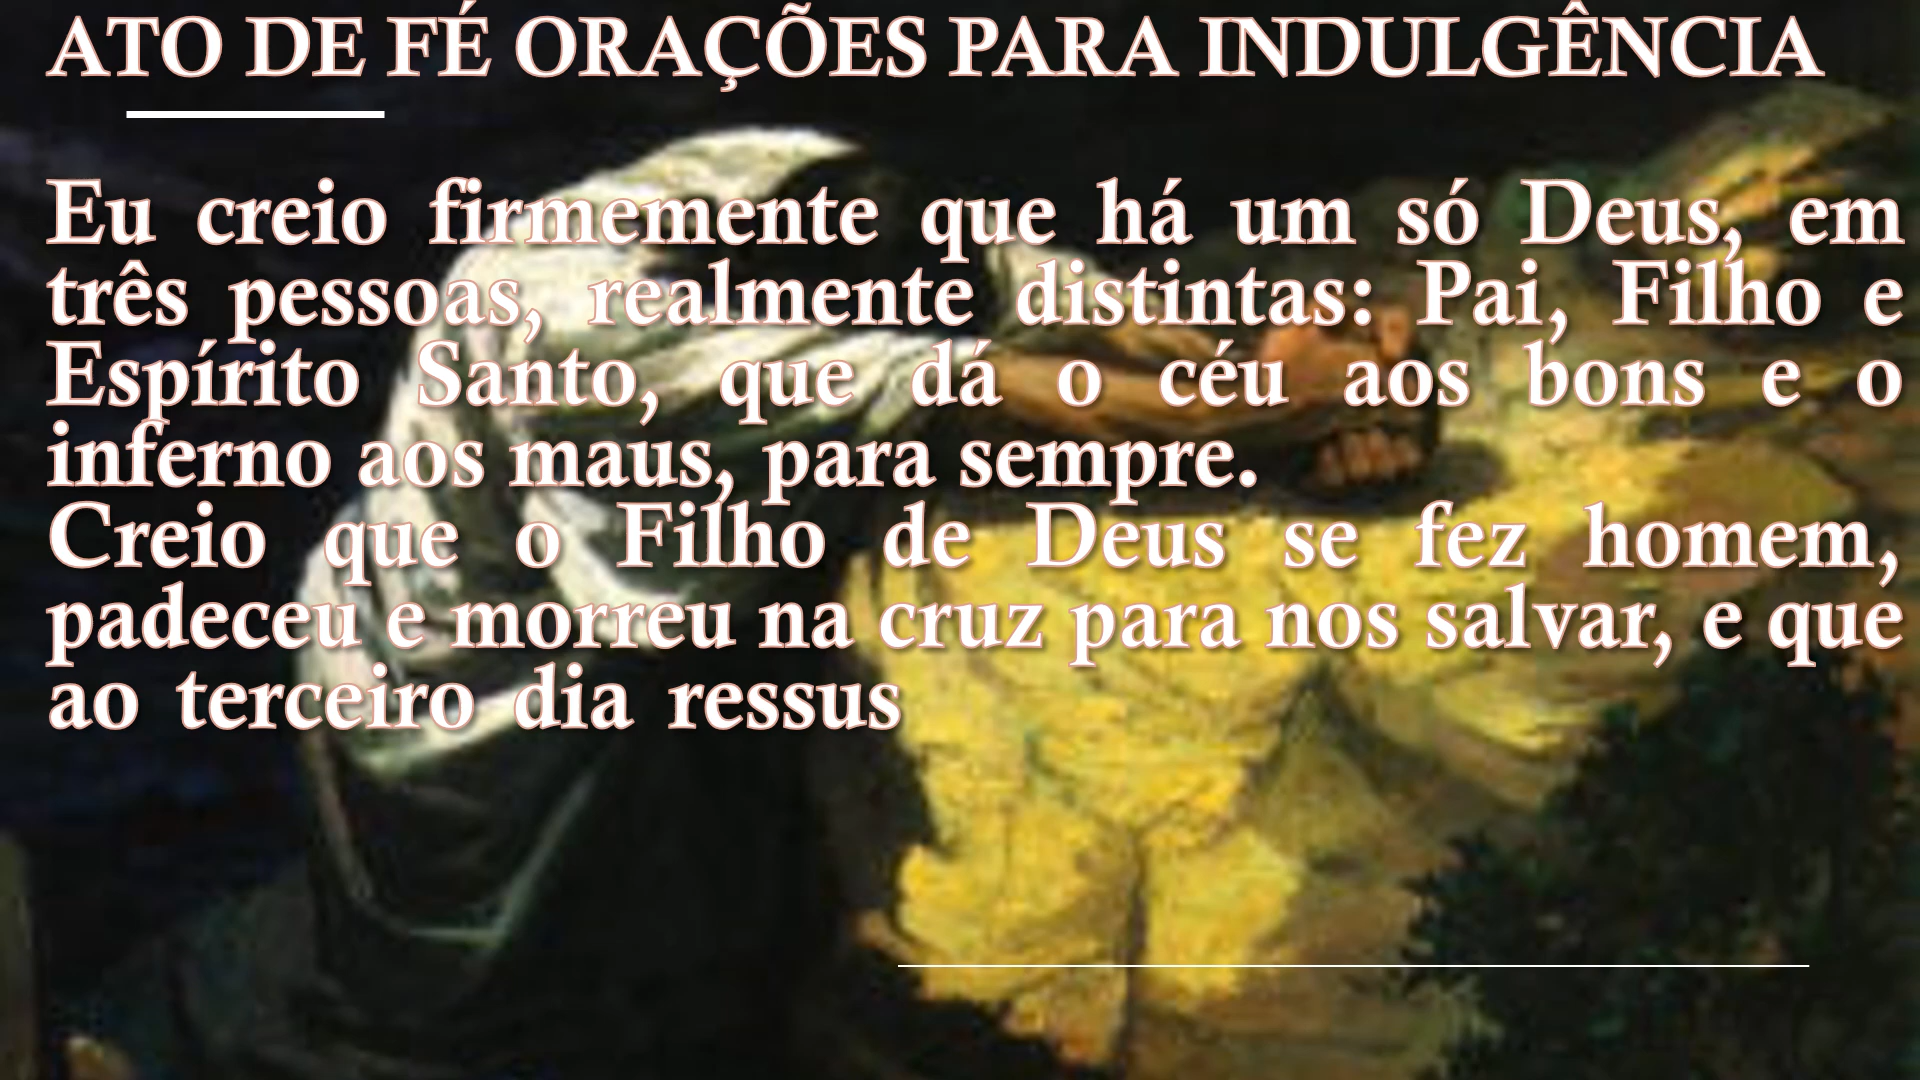 ATO DE FÉ ORAÇÕES PARA INDULGÊNCIA
Eu creio firmemente que há um só Deus, em
três pessoas, realmente distintas: Pai, Filho e
Espírito Santo, que dá o céu aos bons e o
inferno aos maus, para sempre.
Creio que o Filho de Deus se fez homem,
padeceu e morreu na cruz para nos salvar, e que
ao terceiro dia ressus